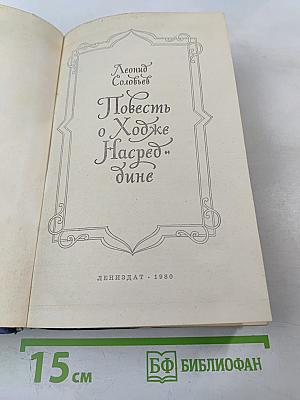 Леонид
Соловьев
Повесть
о Ходже
Насред-
дине
ЛЕНИЗДАТ · 1980
15 см
БФ БИБЛИОФАН